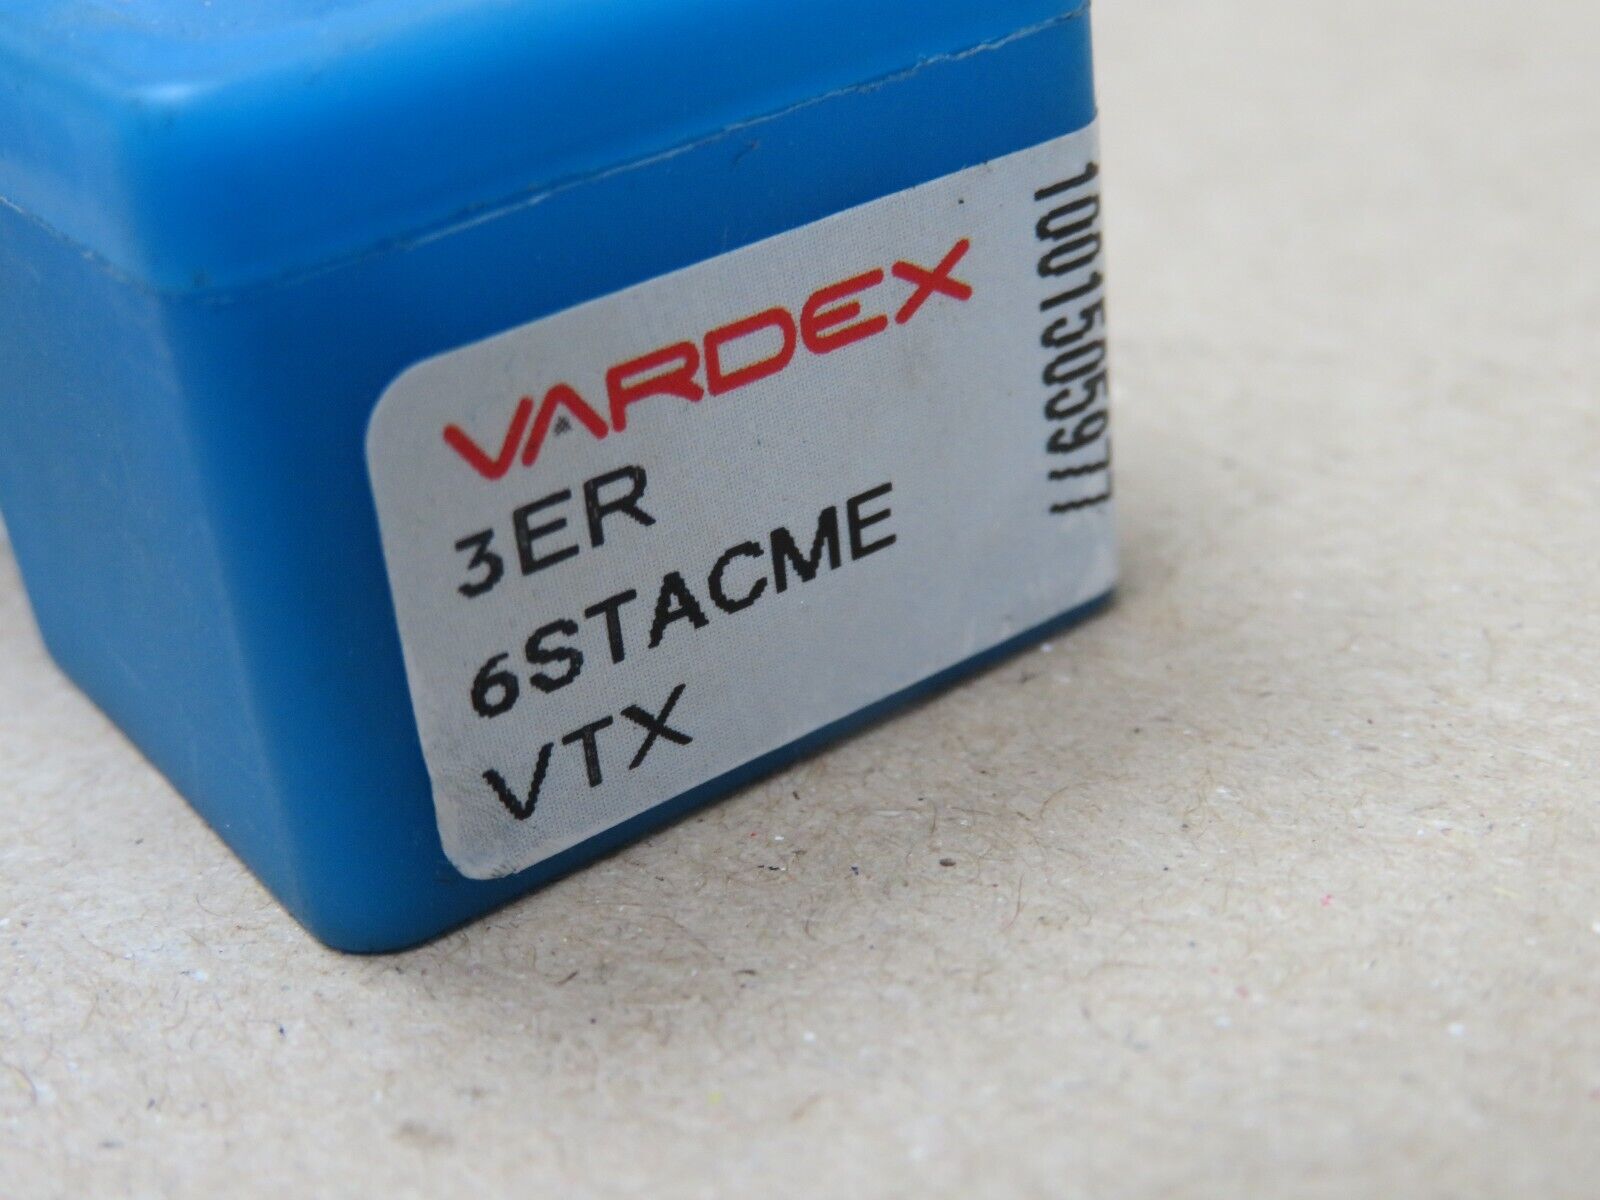 VARDEX
3ER
6STACME
VTX
1001505977